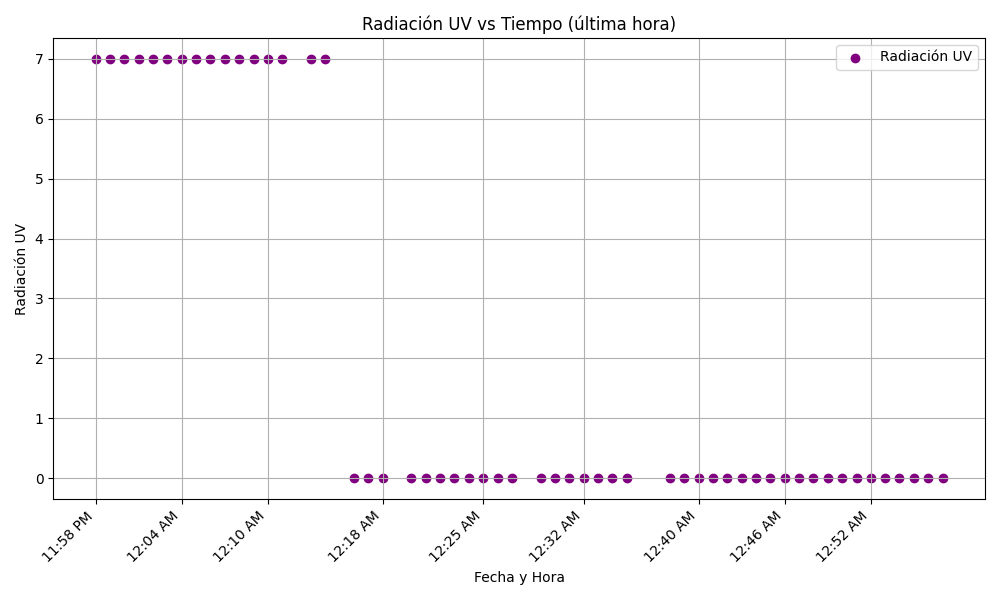 Radiación UV vs Tiempo (última hora)
Radiación UV
7
6
5
4
3
2
1
0
Radiación UV
11:58 PM
12:04 AM
12:10 AM
12:18 AM
12:25 AM
12:32 AM
12:40 AM
12:46 AM
12:52 AM
Fecha y Hora